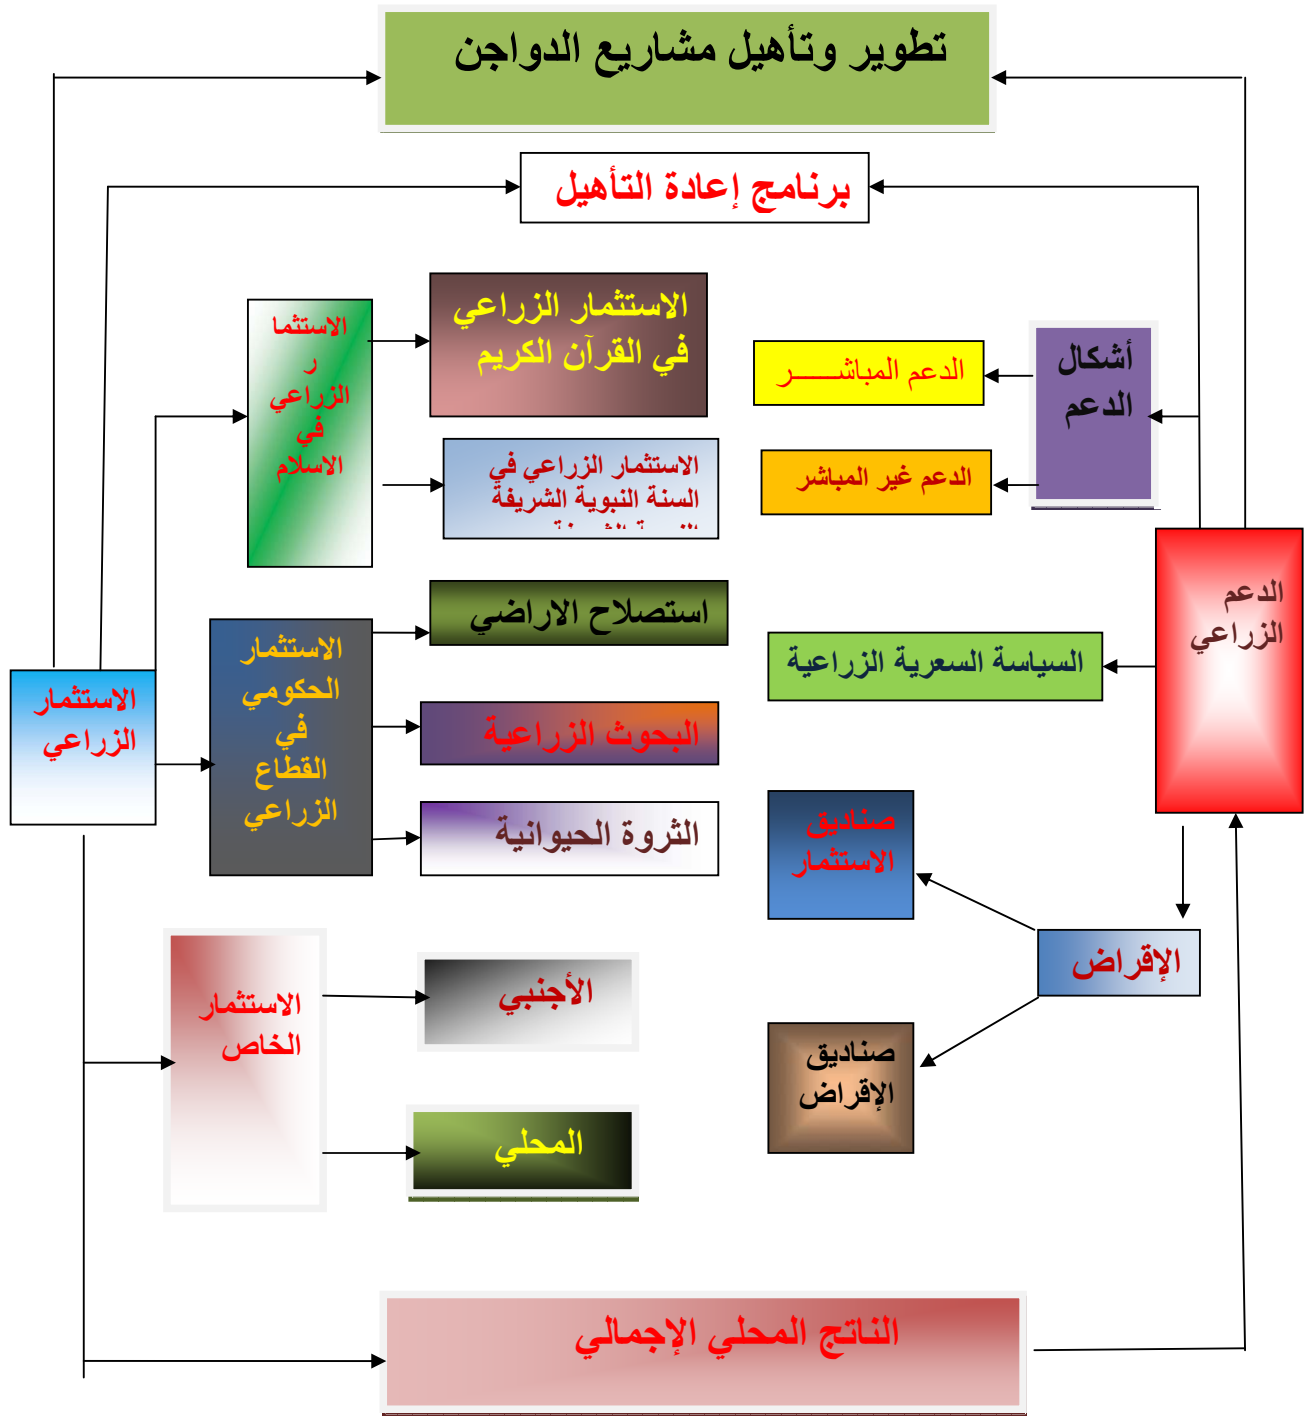 تطوير وتأهيل مشاريع الدواجن
برنامج إعادة التأهيل
الدعم
الزراعي
أشكال
الدعم
الدعم المباشـــــر
الدعم غير المباشر
السياسة السعرية الزراعية
الإقراض
صناديق
الاستثمار
صناديق
الإقراض
الاستثمار
الزراعي
الاستثما
ر
الزراعي
في
الاسلام
الاستثمار الزراعي
في القرآن الكريم
الاستثمار الزراعي في
السنة النبوية الشريفة
الاستثمار
الحكومي
في
القطاع
الزراعي
استصلاح الاراضي
البحوث الزراعية
الثروة الحيوانية
الاستثمار
الخاص
الأجنبي
المحلي
الناتج المحلي الإجمالي